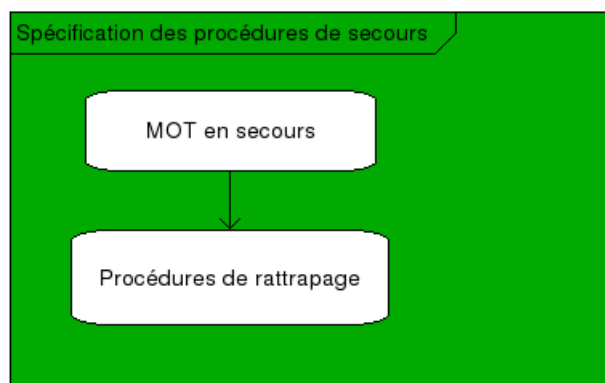 Spécification des procédures de secours
MOT en secours
Procédures de rattrapage